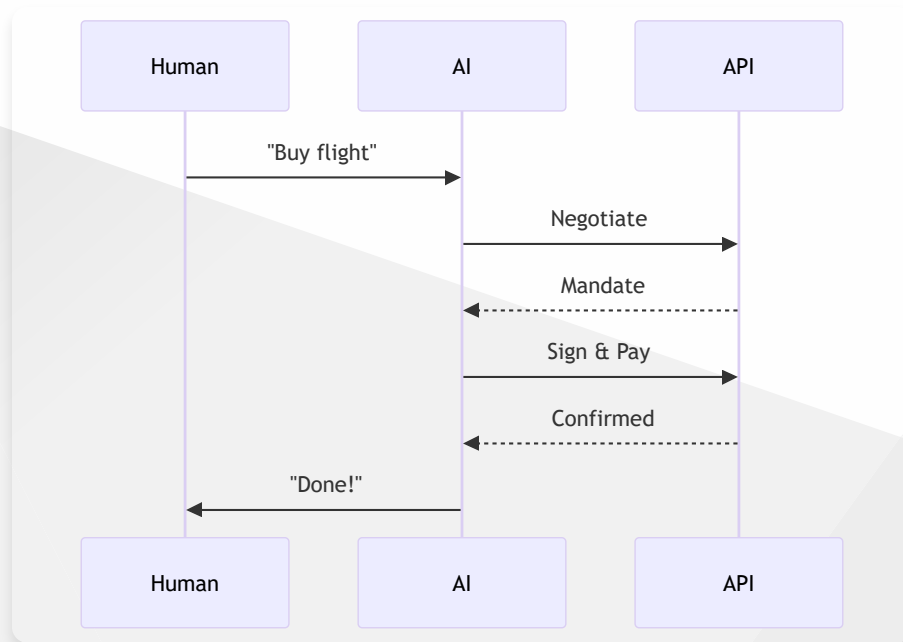 Human
AI
API
"Buy flight"
Negotiate
Mandate
Sign & Pay
Confirmed
"Done!"
Human
AI
API